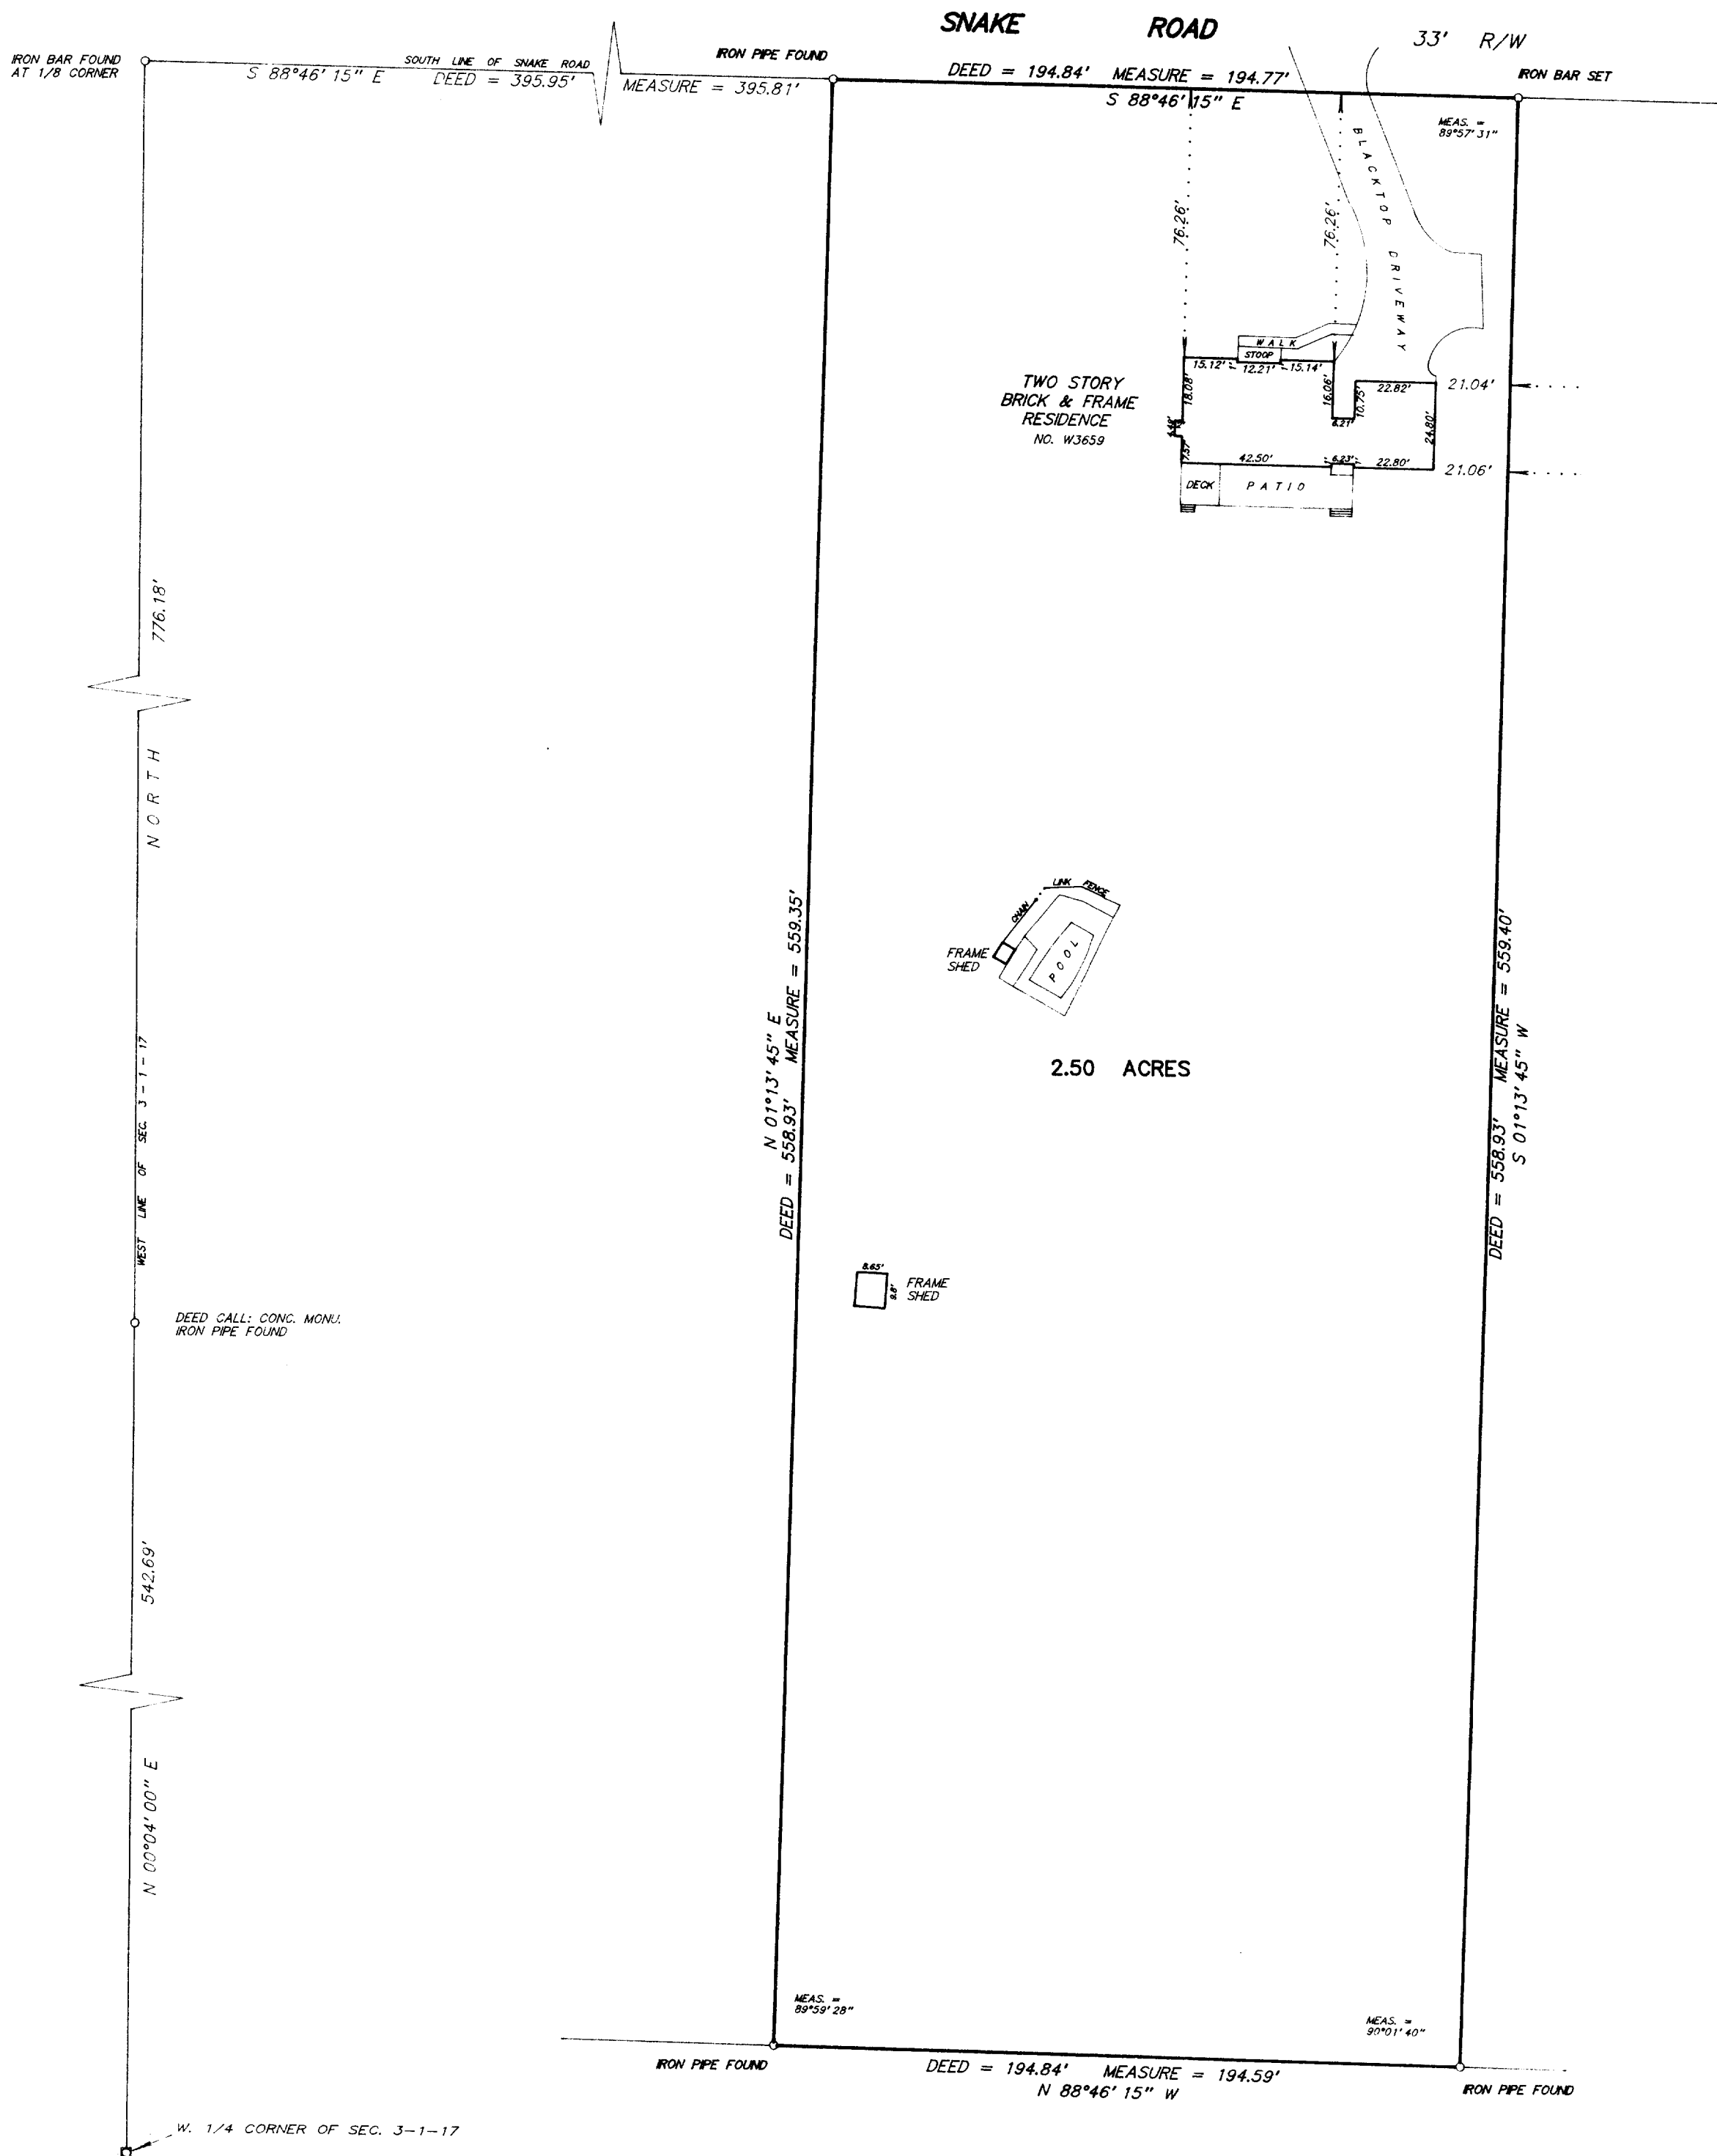 SNAKE ROAD
33' R/W
IRON BAR FOUND
AT 1/8 CORNER
SOUTH LINE OF SNAKE ROAD
S 88°46' 15" E DEED = 395.95' MEASURE = 395.81'
IRON PIPE FOUND
DEED = 194.84' MEASURE = 194.77'
S 88°46' 15" E
IRON BAR SET
MEAS. =
89°57' 31"
BLACKTOP DRIVEWAY
76.26'
76.26'
WALK
STOOP
15.12' 12.21' 15.14'
TWO STORY
BRICK & FRAME
RESIDENCE
NO. W3659
18.08'
16.06'
10.75'
22.82'
21.04'
6.21'
24.80'
7.57'
42.50'
6.23'
22.80'
21.06'
DECK
PATIO
776.18'
NORTH
WEST LINE OF SEC. 3-1-17
CHAIN LINK FENCE
FRAME
SHED
POOL
N 01°13' 45" E
DEED = 558.93' MEASURE = 559.35'
2.50 ACRES
DEED = 558.93' MEASURE = 559.40'
S 01°13' 45" W
8.65'
9.8'
FRAME
SHED
DEED CALL: CONC. MONU.
IRON PIPE FOUND
542.69'
N 00°04' 00" E
MEAS. =
89°59' 28"
MEAS. =
90°01' 40"
IRON PIPE FOUND
DEED = 194.84' MEASURE = 194.59'
N 88°46' 15" W
IRON PIPE FOUND
W. 1/4 CORNER OF SEC. 3-1-17